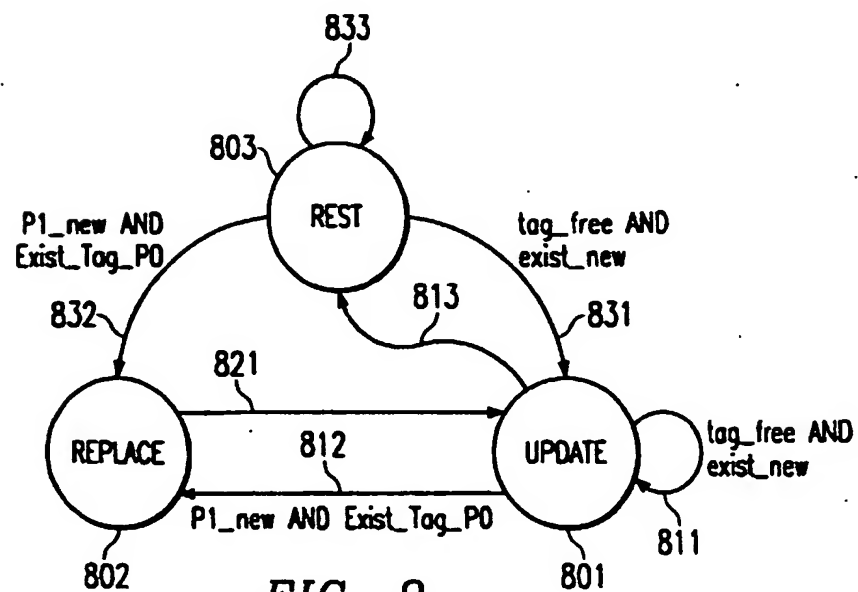 833
803
REST
P1_new AND
Exist_Tag_P0
tag_free AND
exist_new
832
813
831
821
REPLACE
812
UPDATE
tag_free AND
exist_new
P1_new AND Exist_Tag_P0
811
802
801
FIG.